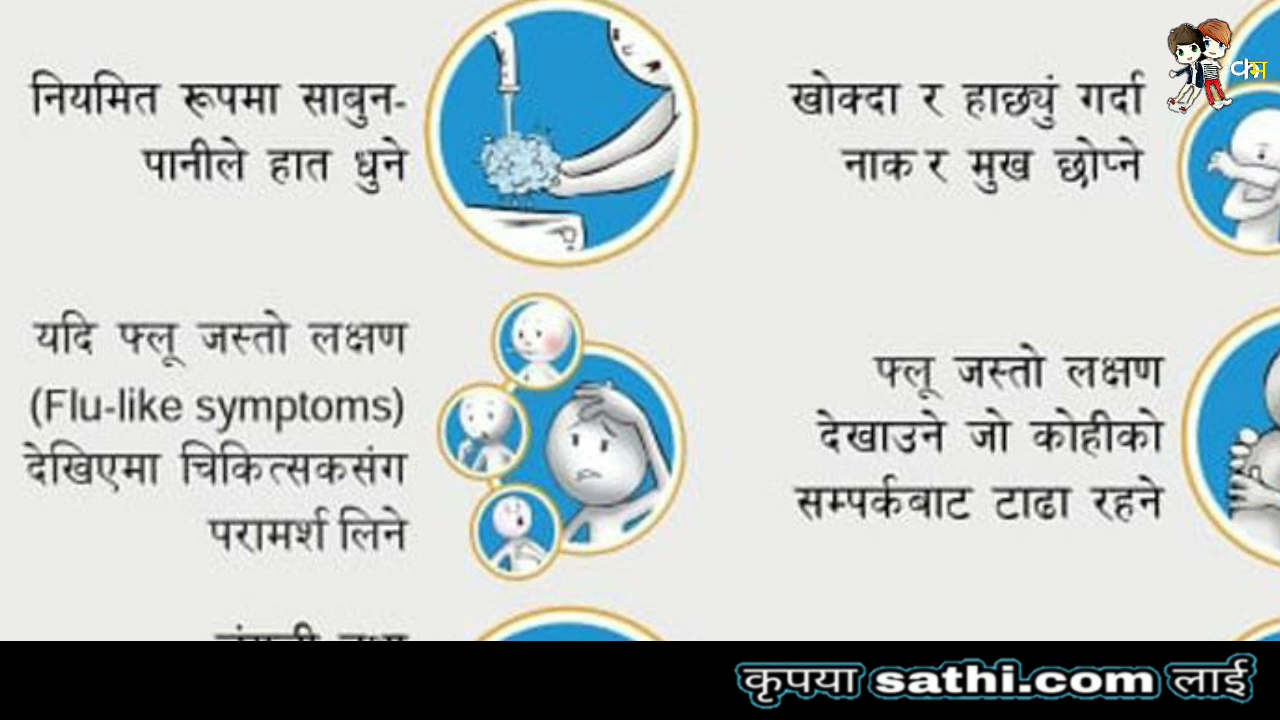 नियमित रूपमा साबुन-
पानीले हात धुने
खोक्दा र हाछ्युं गर्दा
नाक र मुख छोप्ने
यदि फ्लू जस्तो लक्षण
(Flu-like symptoms)
देखिएमा चिकित्सकसंग
परामर्श लिने
फ्लू जस्तो लक्षण
देखाउने जो कोहीको
सम्पर्कबाट टाढा रहने
कृपया sathi.com लाई